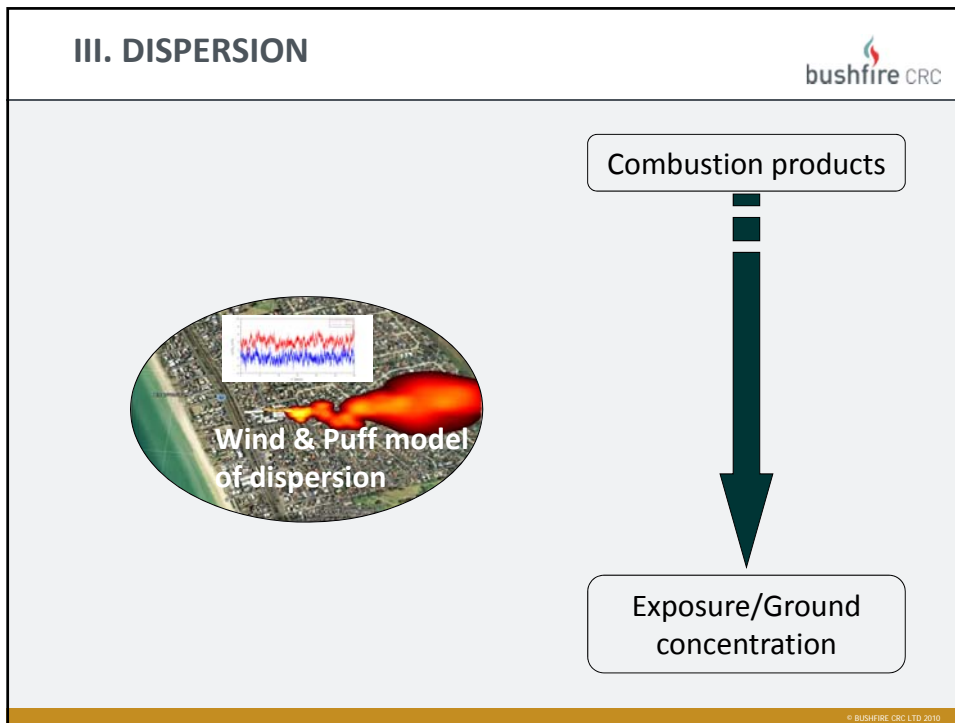 III. DISPERSION
bushfire CRC
Combustion products
Wind & Puff model
of dispersion
Exposure/Ground
concentration
© BUSHFIRE CRC LTD 2010